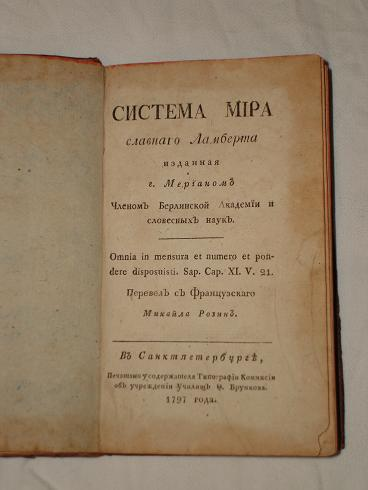 СИСТЕМА МІРА
славнаго Ламберта
изданная
г. Меріаномъ
Членомъ Берлинской Академіи и
словесныхъ наукъ.
Omnia in mensura et numero et pon-
dere disposuisti. Sap. Cap. XI. V. 21.
Перевелъ съ Французскаго
Михайла Розинъ.
Въ Санктпетербургѣ,
Печатано у содержателя Типографіи Коммисіи
объ учрежденіи Училищъ Ф. Брункова.
1797 года.